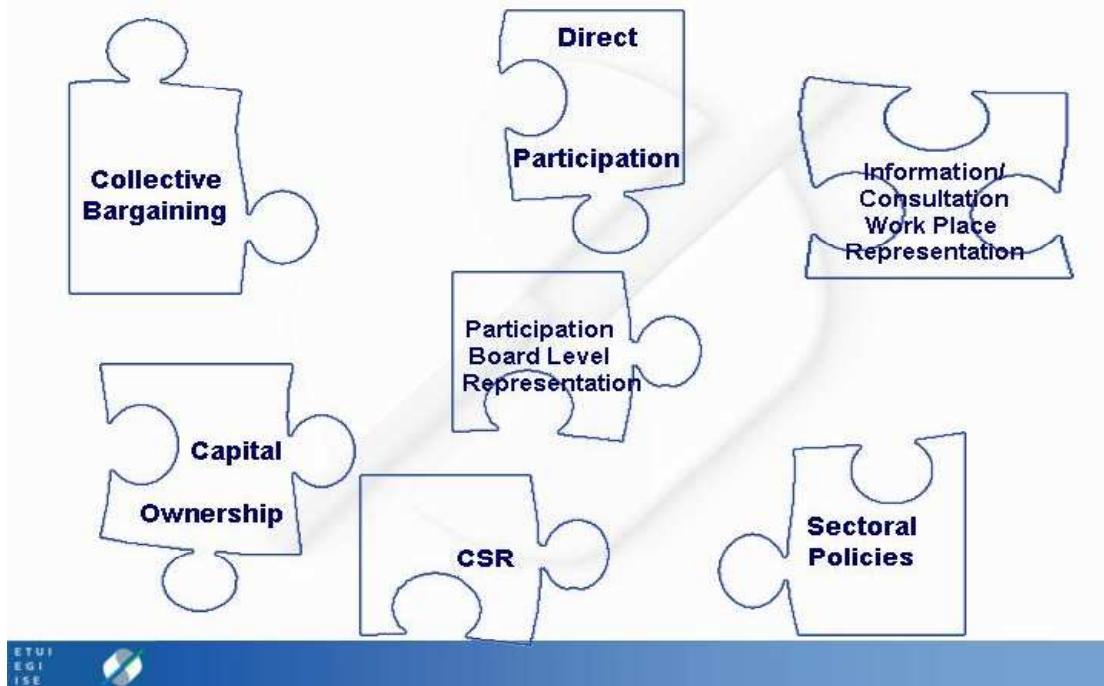 Collective
Bargaining
Direct
Participation
Information/
Consultation
Work Place
Representation
Participation
Board Level
Representation
Capital
Ownership
CSR
Sectoral
Policies
ETUI
EGI
ISE